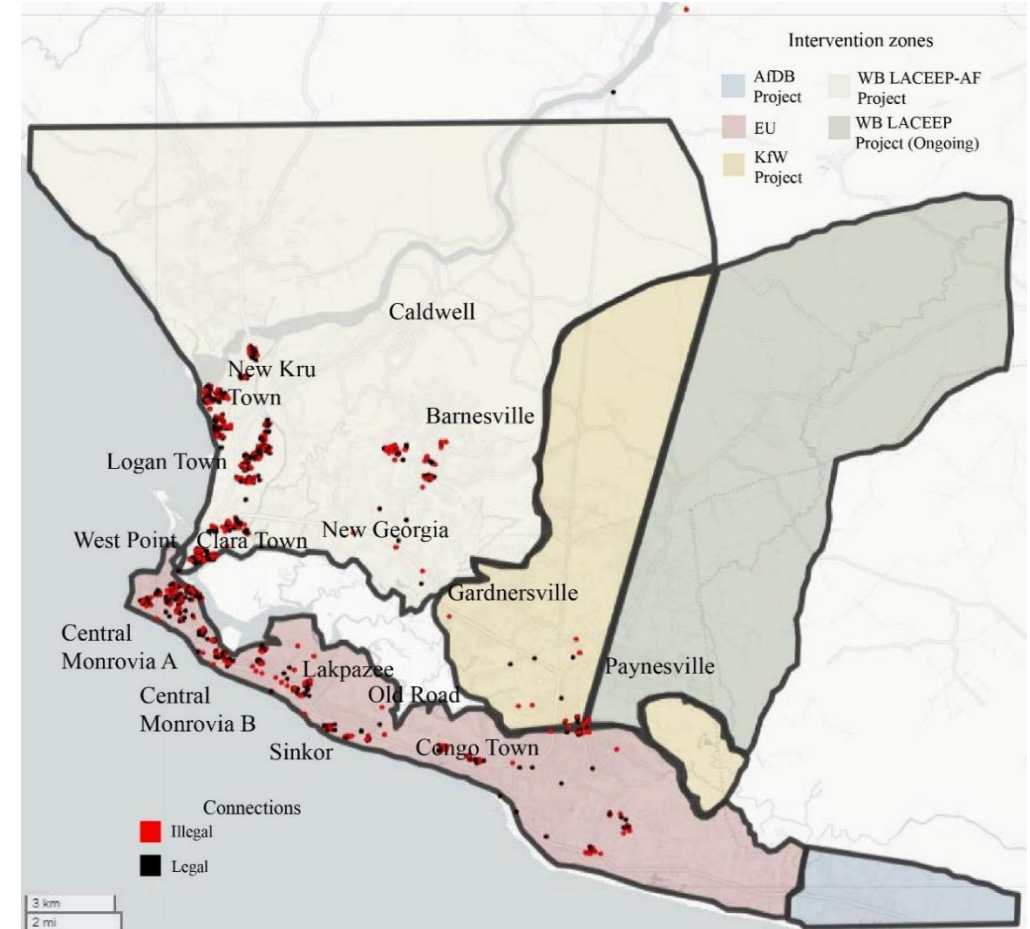 Intervention zones
AfDB
Project
WB LACEEP-AF
Project
EU
WB LACEEP
Project (Ongoing)
KfW
Project
Caldwell
New Kru
Town
Barnesville
Logan Town
New Georgia
West Point
Clara Town
Gardnersville
Central
Monrovia A
Lakpazee
Paynesville
Old Road
Central
Monrovia B
Sinkor
Congo Town
Connections
Illegal
Legal
3 km
2 mi